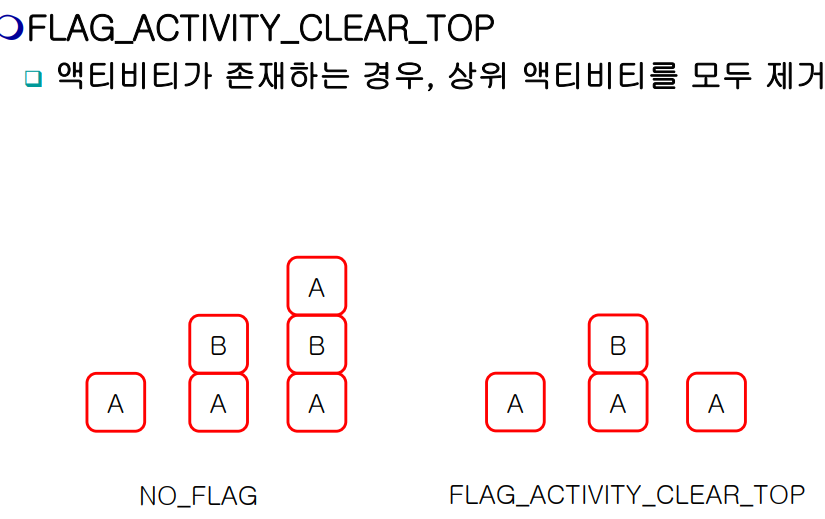 FLAG_ACTIVITY_CLEAR_TOP
액티비티가 존재하는 경우, 상위 액티비티를 모두 제거
A
B B
A A A
B
A A A
NO_FLAG
FLAG_ACTIVITY_CLEAR_TOP